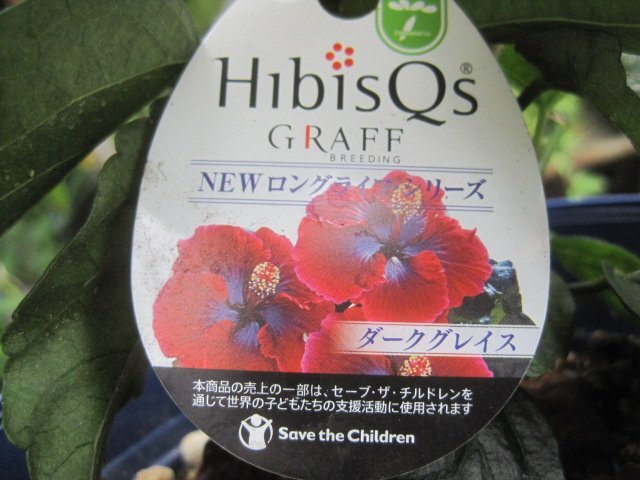 HibisQs®
GRAFF
BREEDING
NEW ロングライフシリーズ
ダークグレイス
本商品の売上の一部は、セーブ・ザ・チルドレンを
通じて世界の子どもたちの支援活動に使用されます
Save the Children